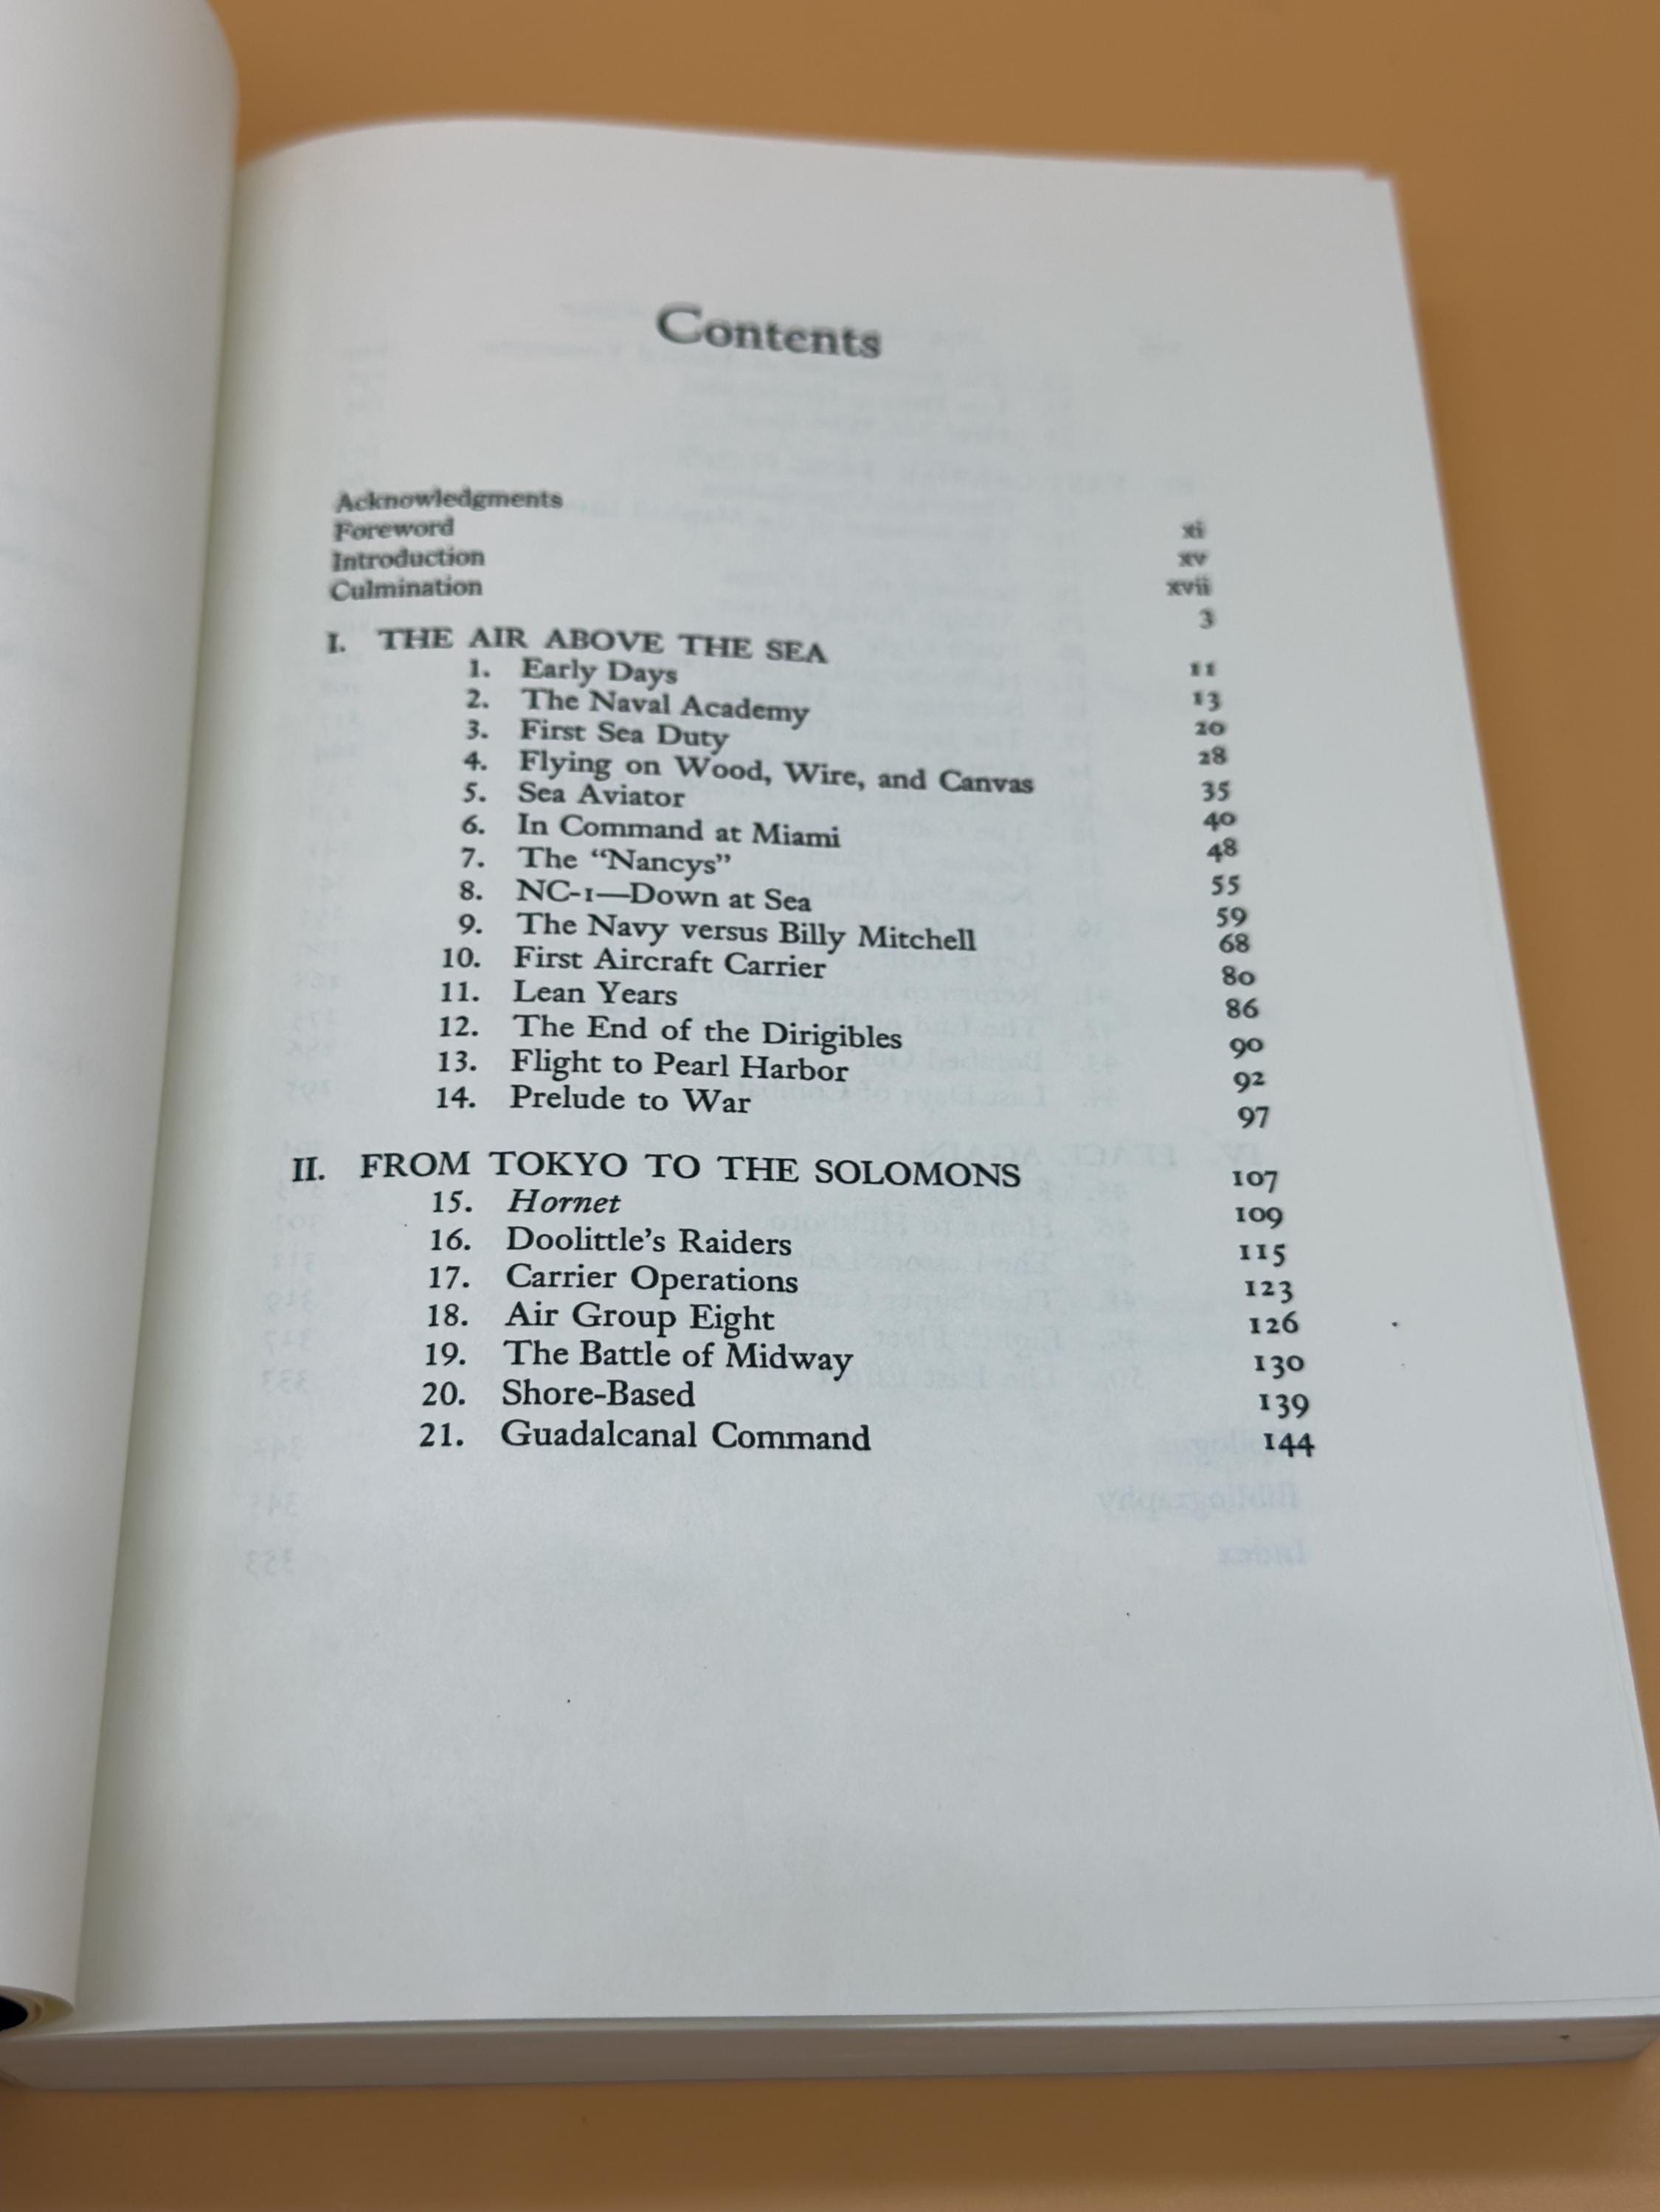 Contents
Acknowledgments xi
Foreword xv
Introduction xvii
Culmination 3
I. THE AIR ABOVE THE SEA 11
1. Early Days 13
2. The Naval Academy 20
3. First Sea Duty 28
4. Flying on Wood, Wire, and Canvas 35
5. Sea Aviator 40
6. In Command at Miami 48
7. The “Nancys” 55
8. NC-1—Down at Sea 59
9. The Navy versus Billy Mitchell 68
10. First Aircraft Carrier 80
11. Lean Years 86
12. The End of the Dirigibles 90
13. Flight to Pearl Harbor 92
14. Prelude to War 97
II. FROM TOKYO TO THE SOLOMONS 107
15. Hornet 109
16. Doolittle’s Raiders 115
17. Carrier Operations 123
18. Air Group Eight 126
19. The Battle of Midway 130
20. Shore-Based 139
21. Guadalcanal Command 144